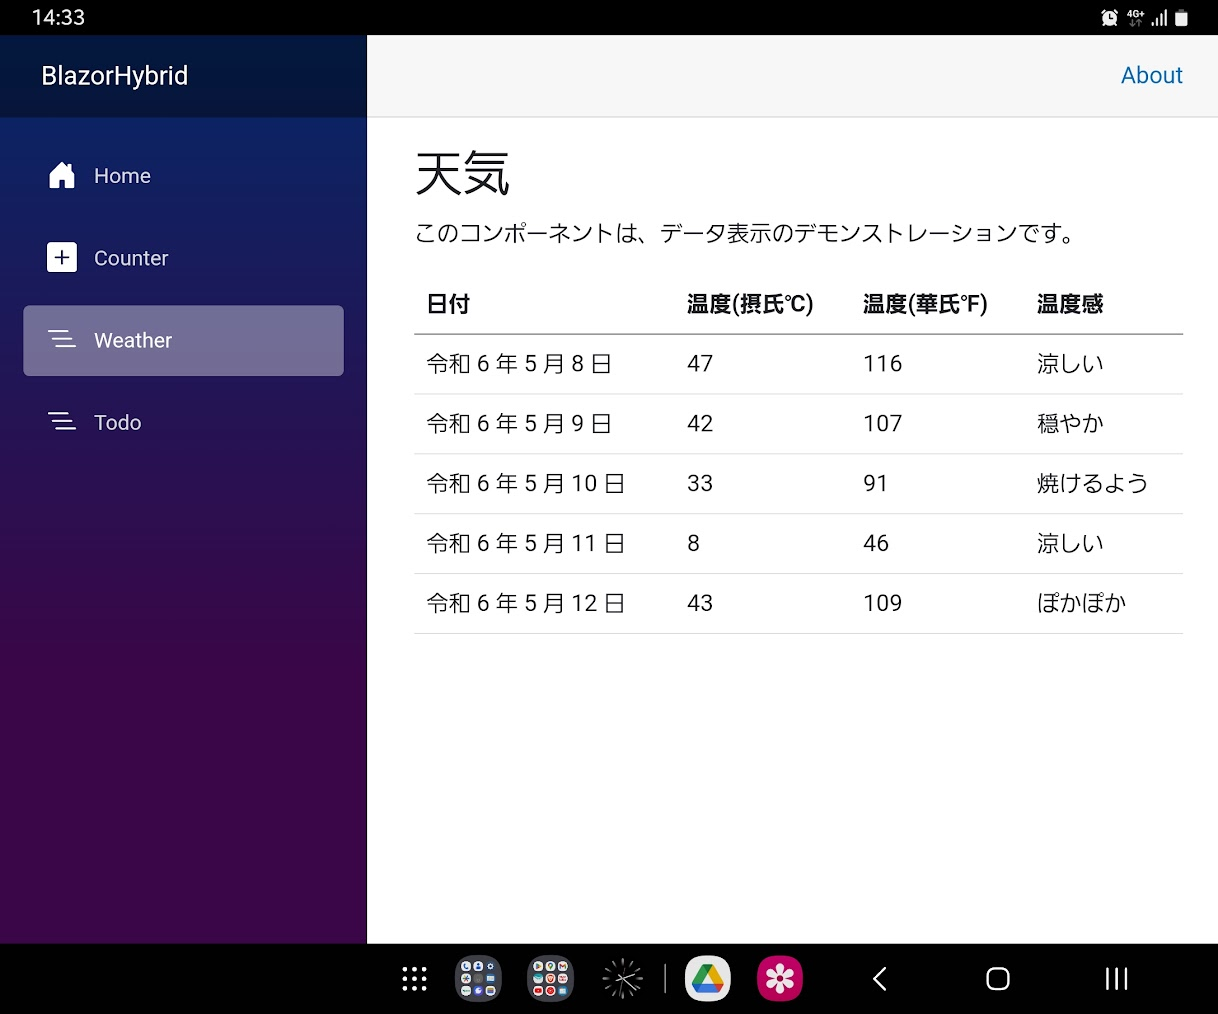 14:33
4G+
BlazorHybrid
About
Home
Counter
Weather
Todo
天気
このコンポーネントは、データ表示のデモンストレーションです。
日付 温度(摂氏℃) 温度(華氏℉) 温度感
令和 6 年 5 月 8 日 47 116 涼しい
令和 6 年 5 月 9 日 42 107 穏やか
令和 6 年 5 月 10 日 33 91 焼けるよう
令和 6 年 5 月 11 日 8 46 涼しい
令和 6 年 5 月 12 日 43 109 ぽかぽか